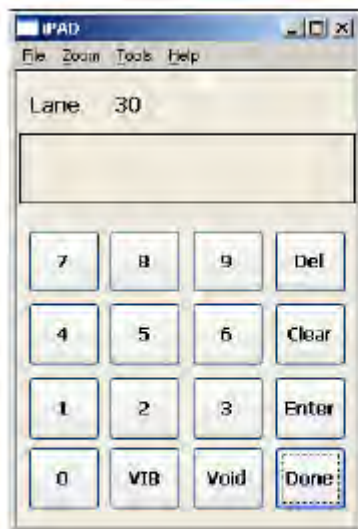 iPAD
File Zoom Tools Help
Lane 30
7 8 9 Del
4 5 6 Clear
1 2 3 Enter
0 VIB Void Done